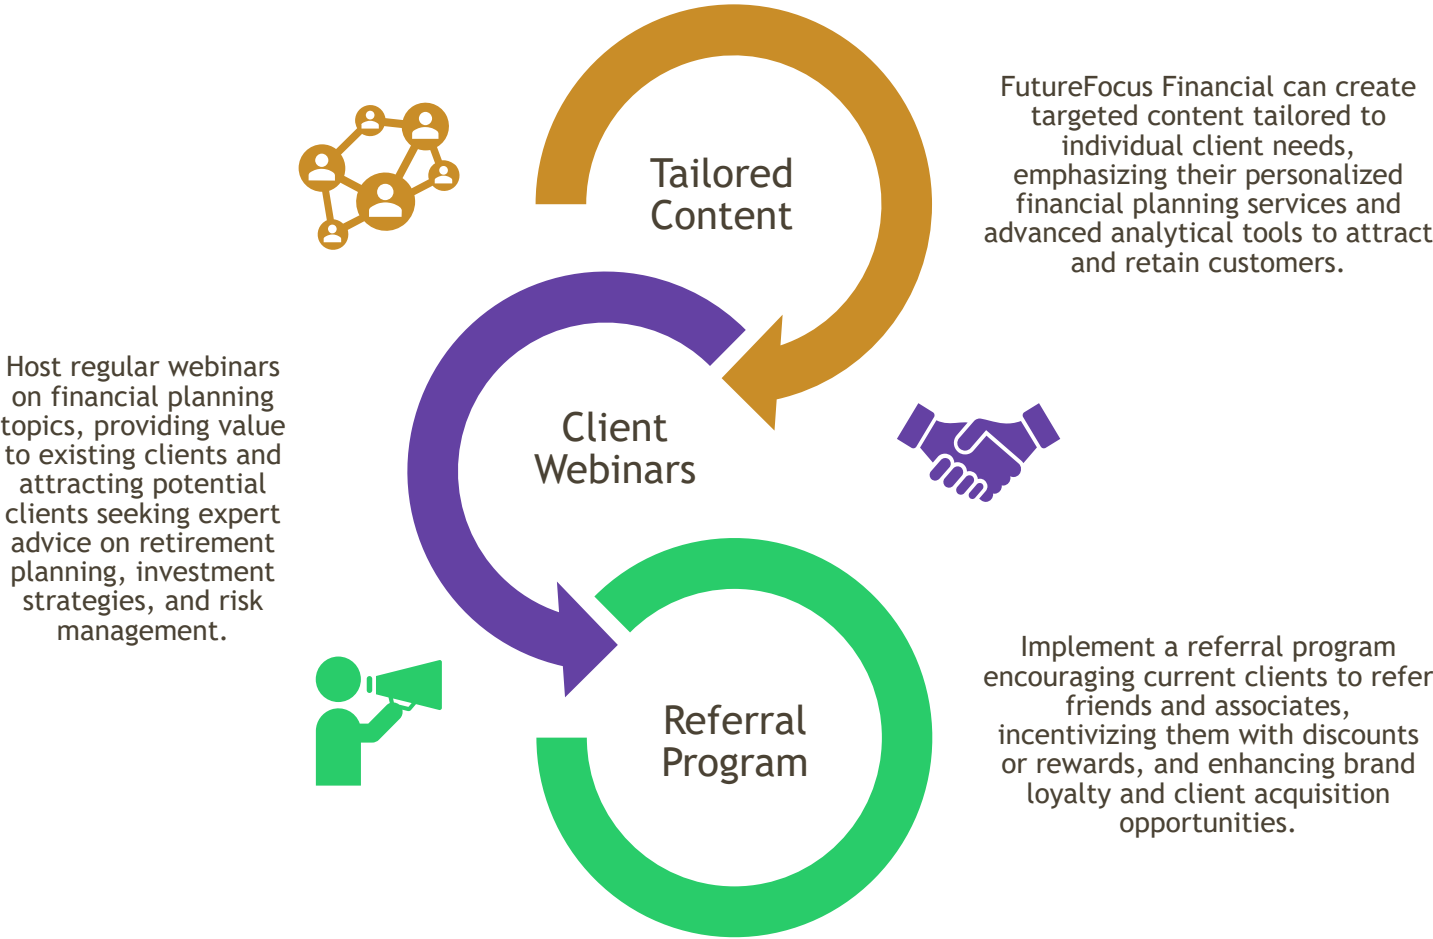 Tailored
Content
FutureFocus Financial can create
targeted content tailored to
individual client needs,
emphasizing their personalized
financial planning services and
advanced analytical tools to attract
and retain customers.
Host regular webinars
on financial planning
topics, providing value
to existing clients and
attracting potential
clients seeking expert
advice on retirement
planning, investment
strategies, and risk
management.
Client
Webinars
Referral
Program
Implement a referral program
encouraging current clients to refer
friends and associates,
incentivizing them with discounts
or rewards, and enhancing brand
loyalty and client acquisition
opportunities.